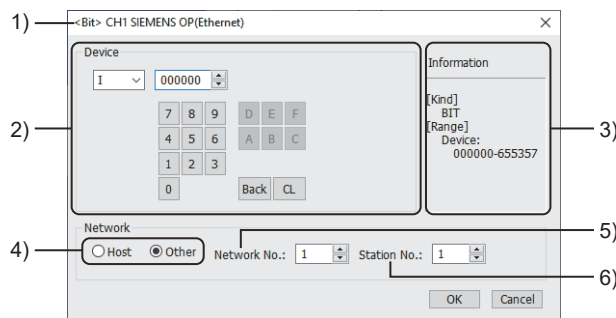 1)
<Bit> CH1 SIEMENS OP(Ethernet)
Device
Information
I
000000
[Kind]
BIT
[Range]
Device:
000000-655357
2)
3)
7 8 9 D E F
4 5 6 A B C
1 2 3
0 Back CL
Network
5)
4)
Host Other Network No.: 1 Station No.: 1
6)
OK Cancel